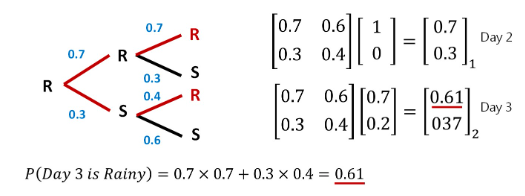 0.7
R
0.7
R
0.3
S
R
0.4
R
0.3
S
0.6
S
[0.7 0.6] [1] = [0.7]
[0.3 0.4] [0] = [0.3]₁ Day 2
[0.7 0.6] [0.7] = [0.61]
[0.3 0.4] [0.2] = [037]₂ Day 3
P(Day 3 is Rainy) = 0.7 × 0.7 + 0.3 × 0.4 = 0.61